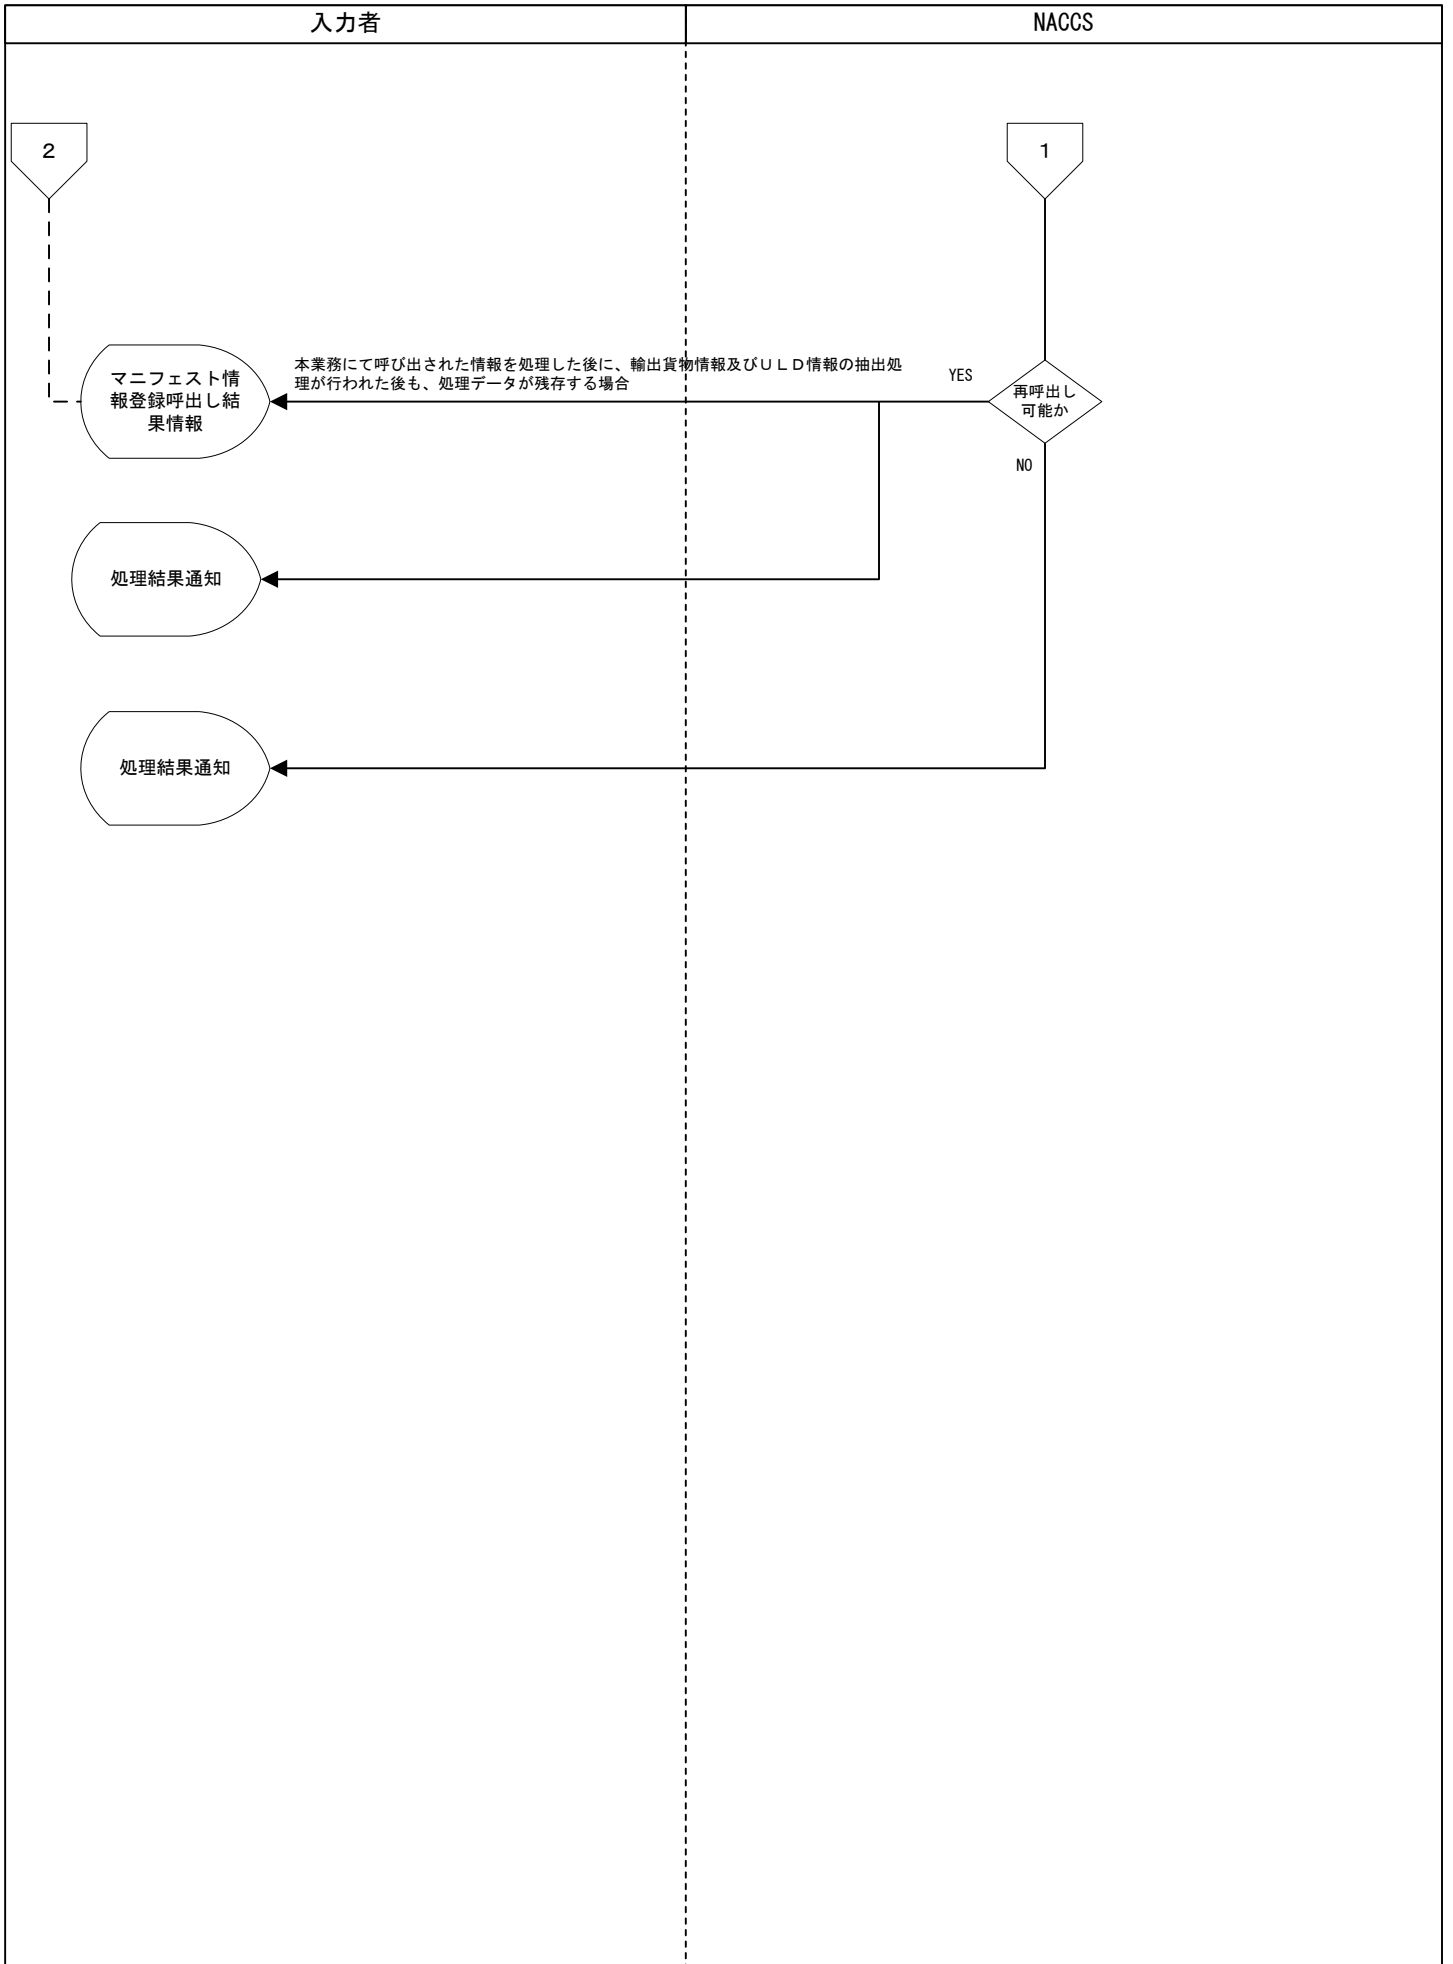 入力者
NACCS
2
1
本業務にて呼び出された情報を処理した後に、輸出貨物情報及びＵＬＤ情報の抽出処
理が行われた後も、処理データが残存する場合
YES
マニフェスト情
報登録呼出し結
果情報
再呼出し
可能か
NO
処理結果通知
処理結果通知